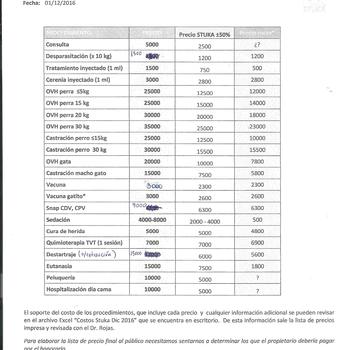 Fecha: 01/12/2016
PRECIO Precio STUKA ±50%
Consulta 5000 2500 ¿?
Desparasitación (x 10 kg) 1500 1200 1200
Tratamiento inyectado (1 ml) 1500 750 500
Cerenia inyectado (1 ml) 3000 2800 2800
OVH perra ≤5kg 25000 12500 12000
OVH perra 15 kg 25000 15000 14000
OVH perra 20 kg 30000 20000 18000
OVH perra 30 kg 35000 25000 23000
Castración perro ≤15kg 25000 12500 10000
Castración perro 30 kg 30000 15500 15500
OVH gata 20000 10000 7800
Castración macho gato 15000 7500 5800
Vacuna 3000 2300 2300
Vacuna gatito* 3000 2600 2600
Snap CDV, CPV 9000 6300 6300
Sedación 4000-8000 2000 - 4000 500
Cura de herida 5000 5000 4800
Quimioterapia TVT (1 sesión) 7000 7000 6900
Destartraje (s/extracción) 15000 6000 5600
Eutanasia 15000 7500 1800
Peluquería 10000 5000 ?
Hospitalización día cama 10000 5000 ?
El soporte del costo de los procedimientos, que incluye cada precio y cualquier información adicional se pueden revisar
en el archivo Excel "Costos Stuka Dic 2016" que se encuentra en escritorio. De esta información sale la lista de precios
impresa y revisada con el Dr. Rojas.
Para elaborar la lista de precio final al público necesitamos sentarnos a determinar los que el propietario debería pagar
por el honorario